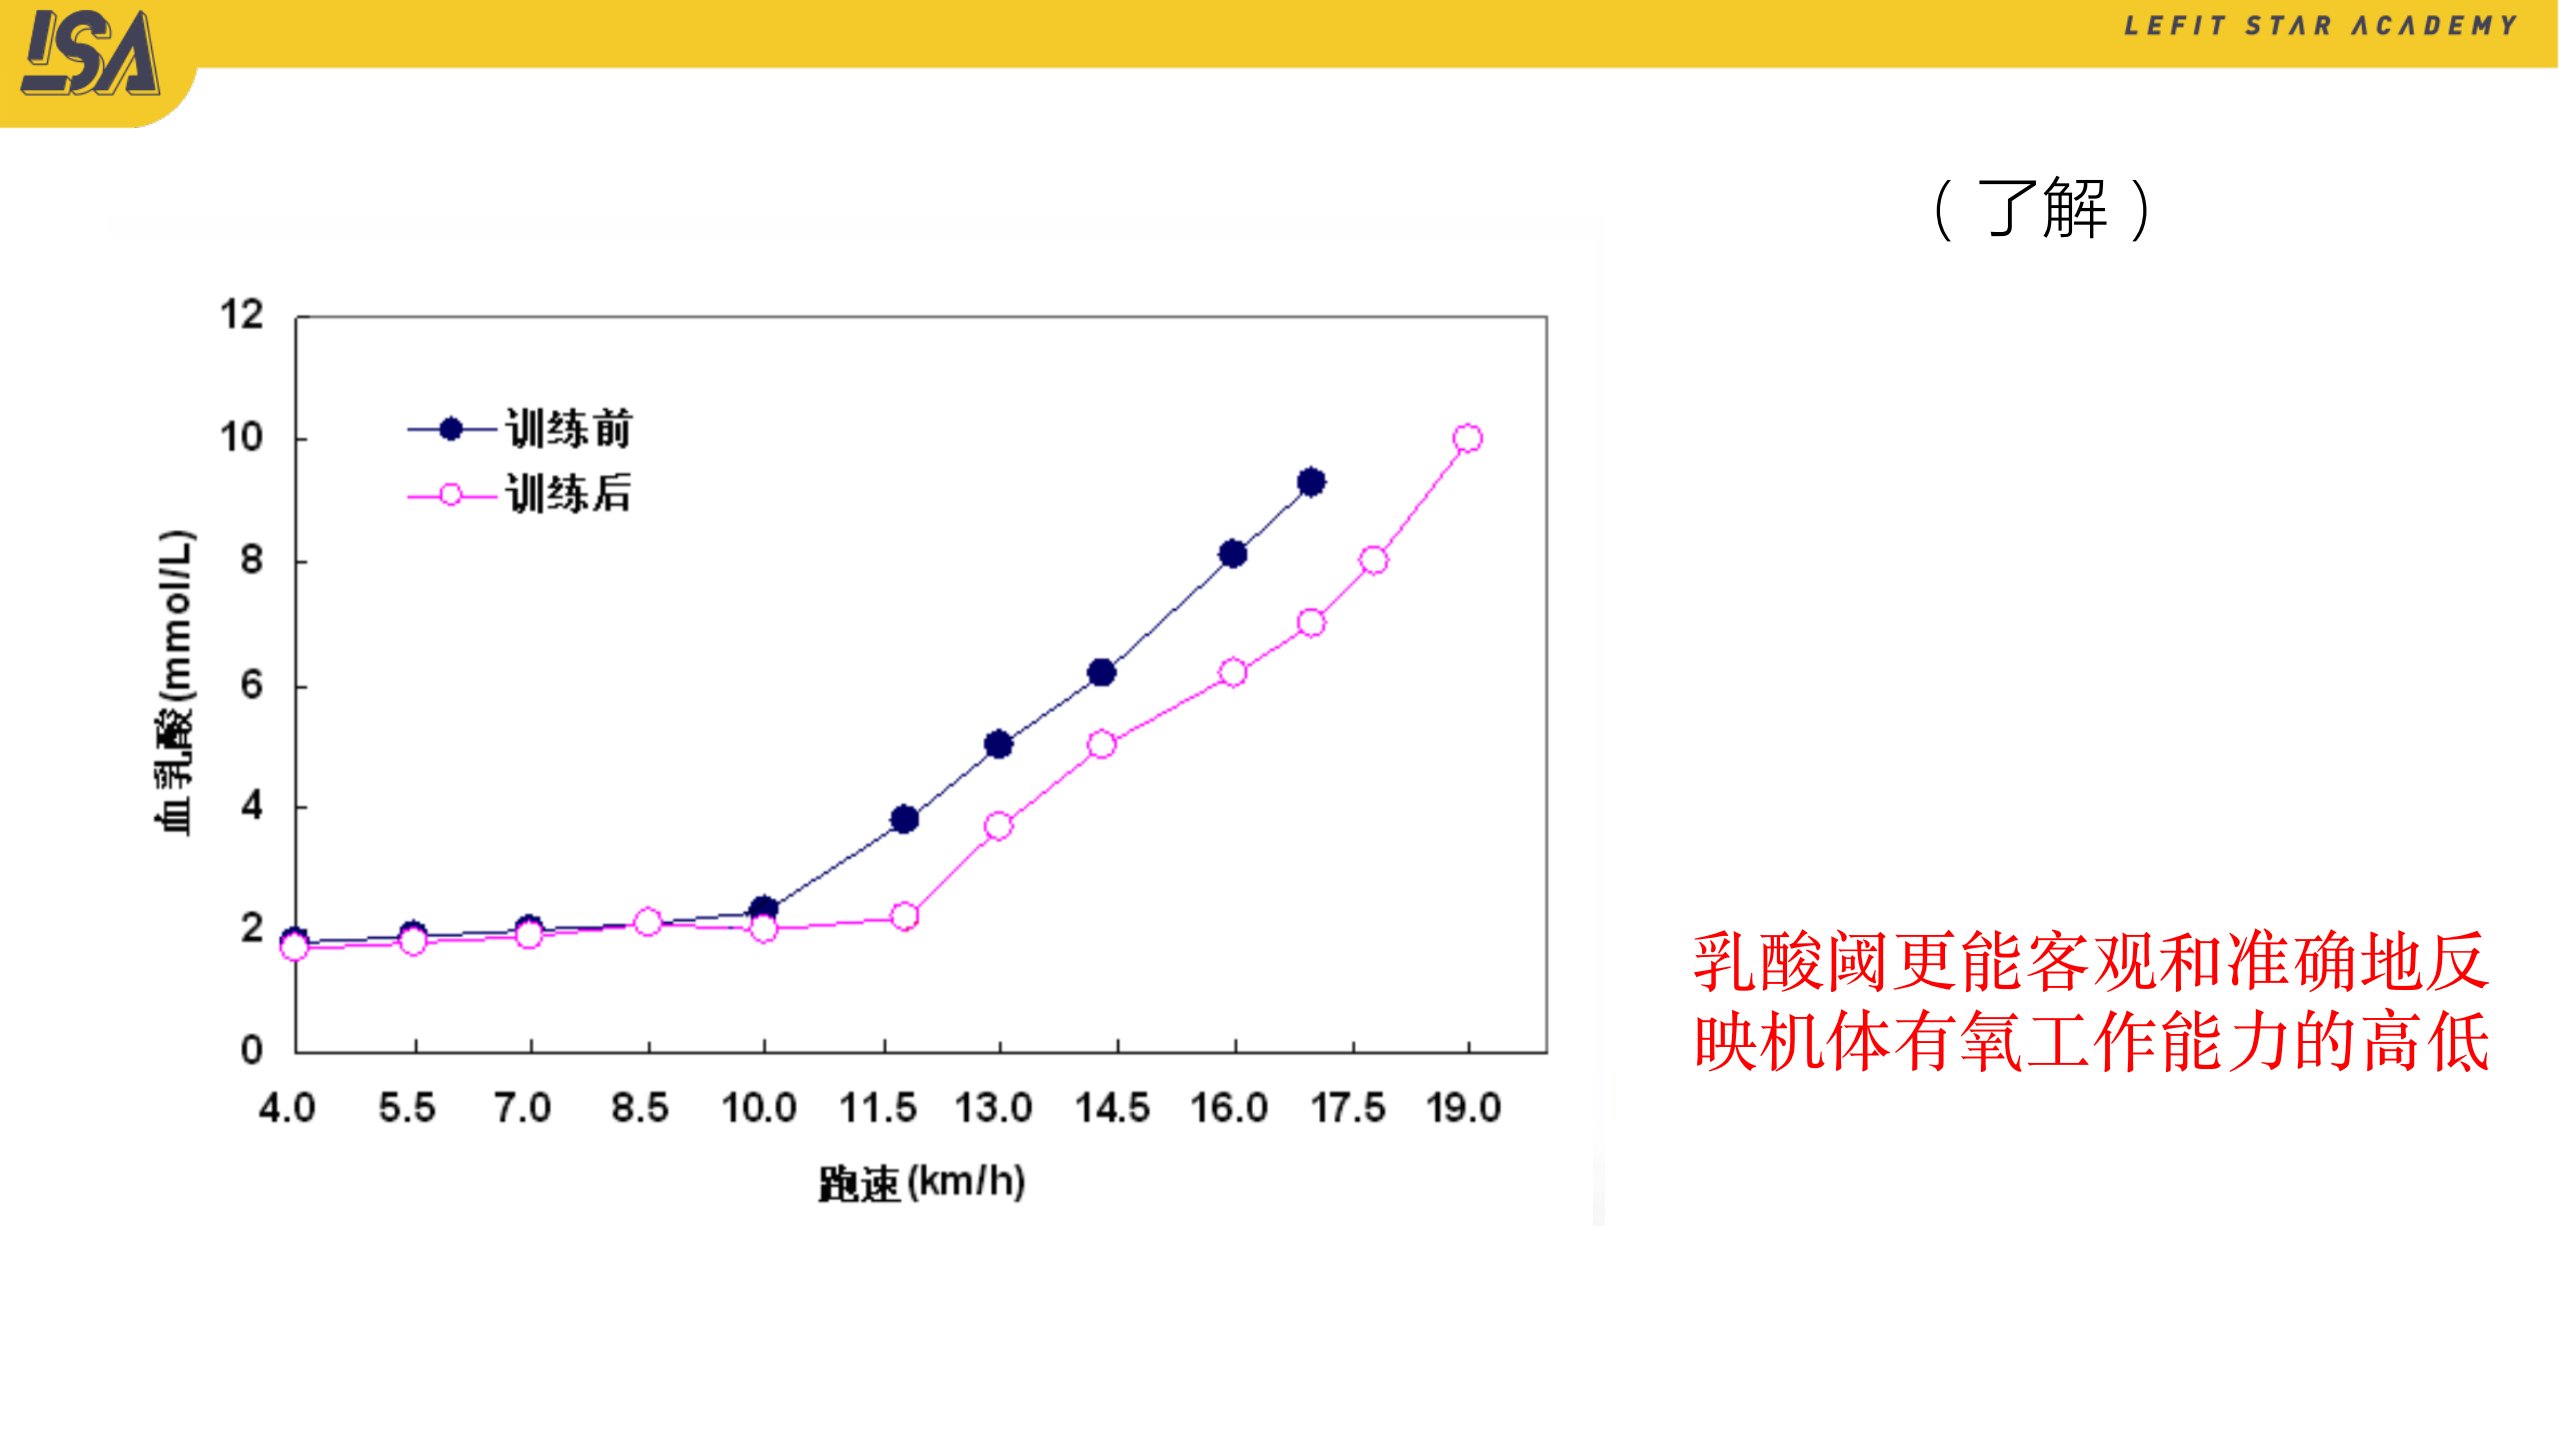 LSA
LEFIT STAR ACADEMY
（了解）
12
10
8
6
4
2
0
血乳酸(mmol/L)
训练前
训练后
4.0 5.5 7.0 8.5 10.0 11.5 13.0 14.5 16.0 17.5 19.0
跑速(km/h)
乳酸阈更能客观和准确地反
映机体有氧工作能力的高低